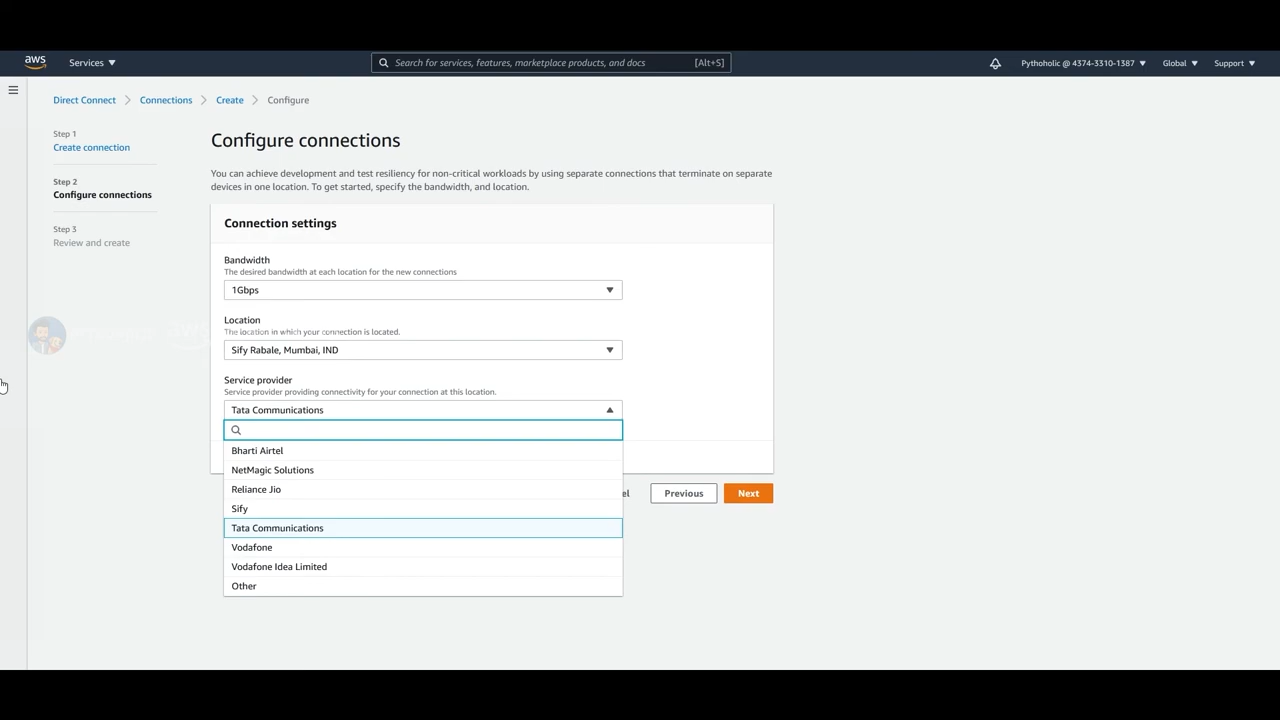 aws
Services
Search for services, features, marketplace products, and docs
[Alt+S]
Pythoholic @ 4374-3310-1387
Global
Support
Direct Connect
Connections
Create
Configure
Step 1
Create connection
Step 2
Configure connections
Step 3
Review and create
Configure connections
You can achieve development and test resiliency for non-critical workloads by using separate connections that terminate on separate
devices in one location. To get started, specify the bandwidth, and location.
Connection settings
Bandwidth
The desired bandwidth at each location for the new connections
1Gbps
Location
The location in which your connection is located.
Sify Rabale, Mumbai, IND
Service provider
Service provider providing connectivity for your connection at this location.
Tata Communications
Bharti Airtel
NetMagic Solutions
Reliance Jio
Sify
Tata Communications
Vodafone
Vodafone Idea Limited
Other
Previous
Next